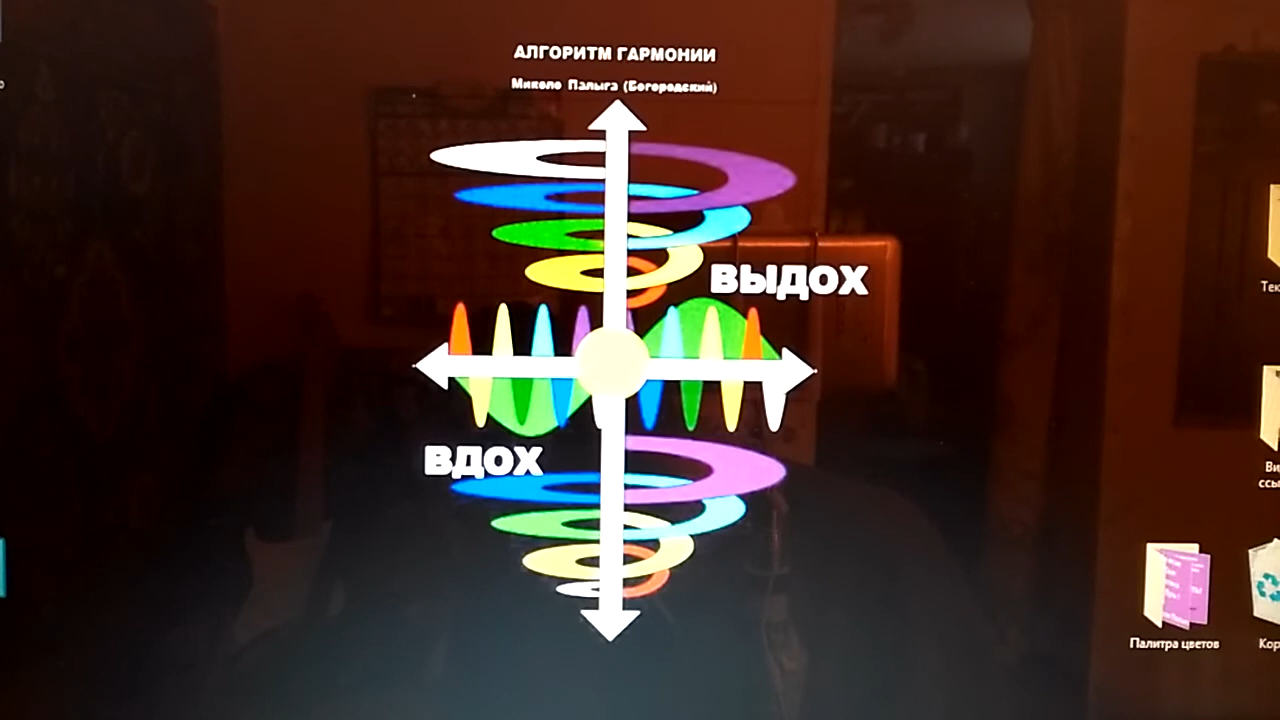 АЛГОРИТМ ГАРМОНИИ
Миколо Палыга (Богородский)
ВЫДОХ
ВДОХ
Палитра цветов